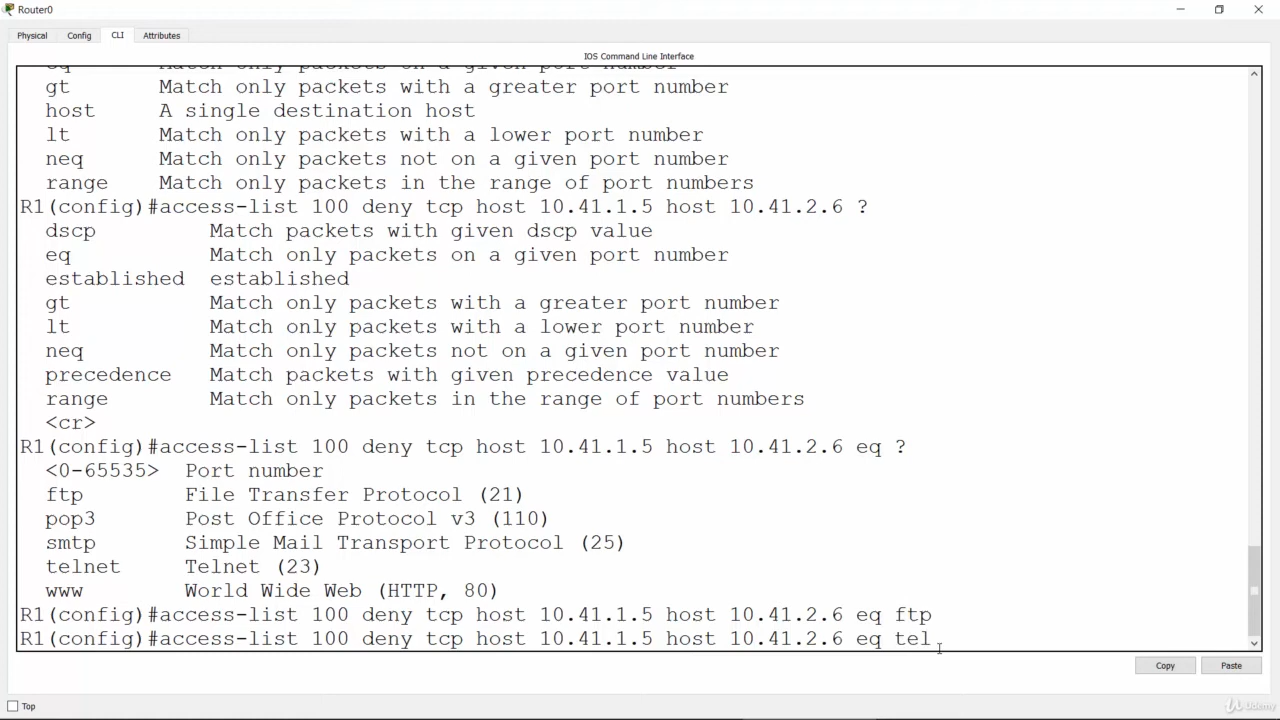 Router0
Physical Config CLI Attributes
IOS Command Line Interface
eq Match only packets on a given port number
gt Match only packets with a greater port number
host A single destination host
lt Match only packets with a lower port number
neq Match only packets not on a given port number
range Match only packets in the range of port numbers
R1(config)#access-list 100 deny tcp host 10.41.1.5 host 10.41.2.6 ?
dscp Match packets with given dscp value
eq Match only packets on a given port number
established established
gt Match only packets with a greater port number
lt Match only packets with a lower port number
neq Match only packets not on a given port number
precedence Match packets with given precedence value
range Match only packets in the range of port numbers
<cr>
R1(config)#access-list 100 deny tcp host 10.41.1.5 host 10.41.2.6 eq ?
<0-65535> Port number
ftp File Transfer Protocol (21)
pop3 Post Office Protocol v3 (110)
smtp Simple Mail Transport Protocol (25)
telnet Telnet (23)
www World Wide Web (HTTP, 80)
R1(config)#access-list 100 deny tcp host 10.41.1.5 host 10.41.2.6 eq ftp
R1(config)#access-list 100 deny tcp host 10.41.1.5 host 10.41.2.6 eq tel
Copy Paste
Top
Udemy